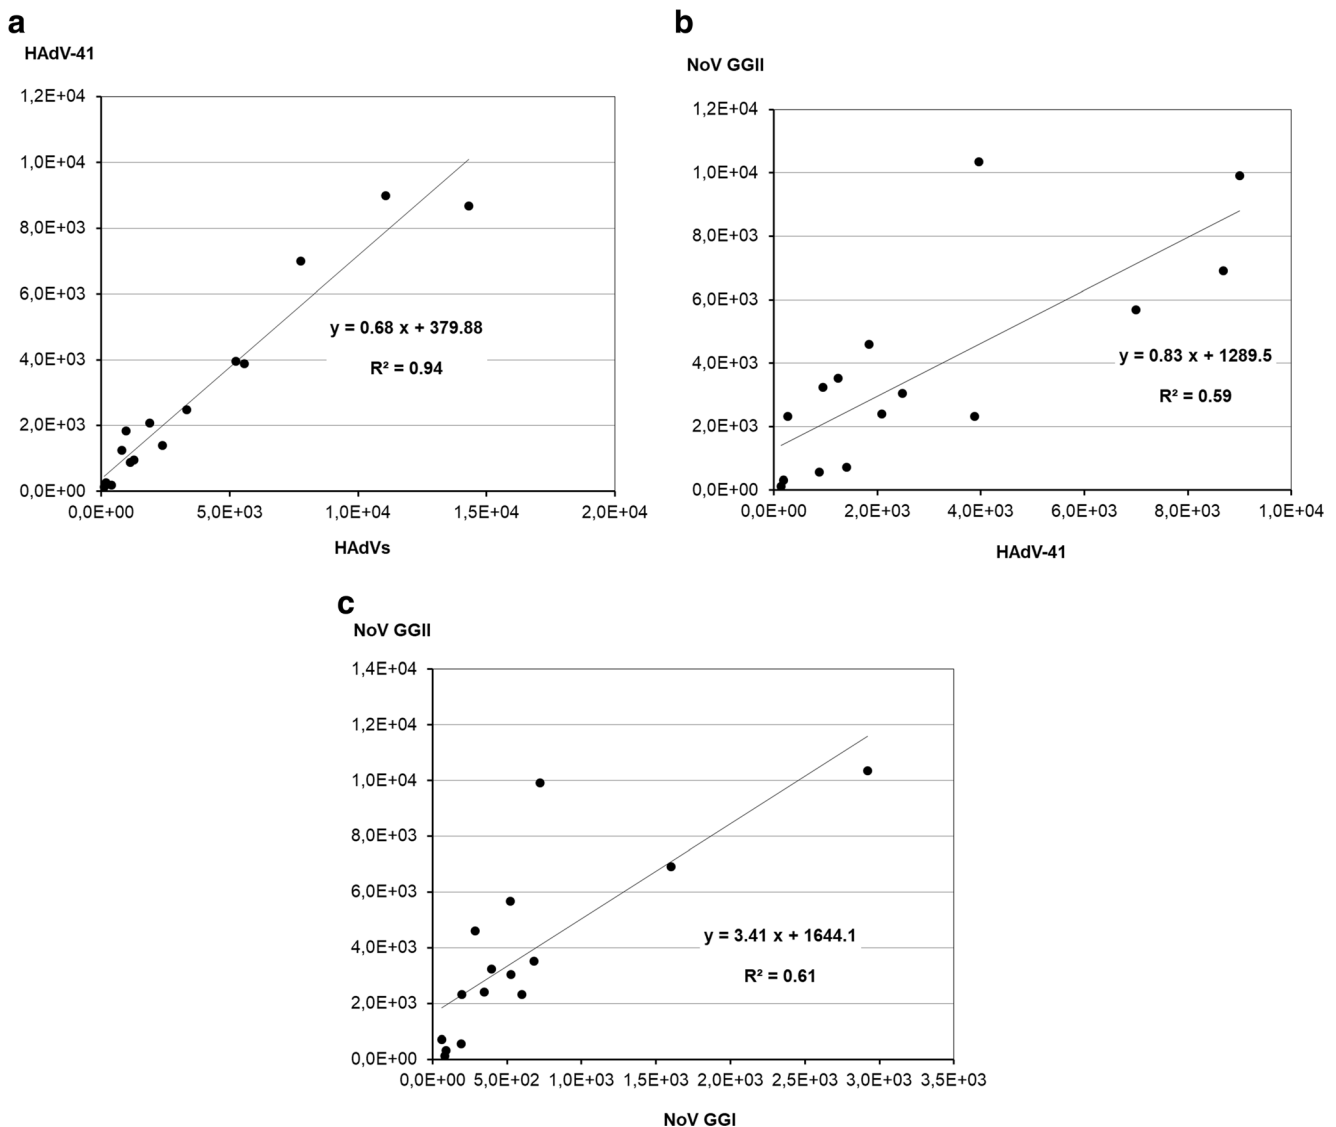 a
HAdV-41
1,2E+04
1,0E+04
8,0E+03
6,0E+03
4,0E+03
2,0E+03
0,0E+00
y = 0.68 x + 379.88
R² = 0.94
0,0E+00 5,0E+03 1,0E+04 1,5E+04 2,0E+04
HAdVs
b
NoV GGII
1,2E+04
1,0E+04
8,0E+03
6,0E+03
4,0E+03
2,0E+03
0,0E+00
y = 0.83 x + 1289.5
R² = 0.59
0,0E+00 2,0E+03 4,0E+03 6,0E+03 8,0E+03 1,0E+04
HAdV-41
c
NoV GGII
1,4E+04
1,2E+04
1,0E+04
8,0E+03
6,0E+03
4,0E+03
2,0E+03
0,0E+00
y = 3.41 x + 1644.1
R² = 0.61
0,0E+00 5,0E+02 1,0E+03 1,5E+03 2,0E+03 2,5E+03 3,0E+03 3,5E+03
NoV GGI